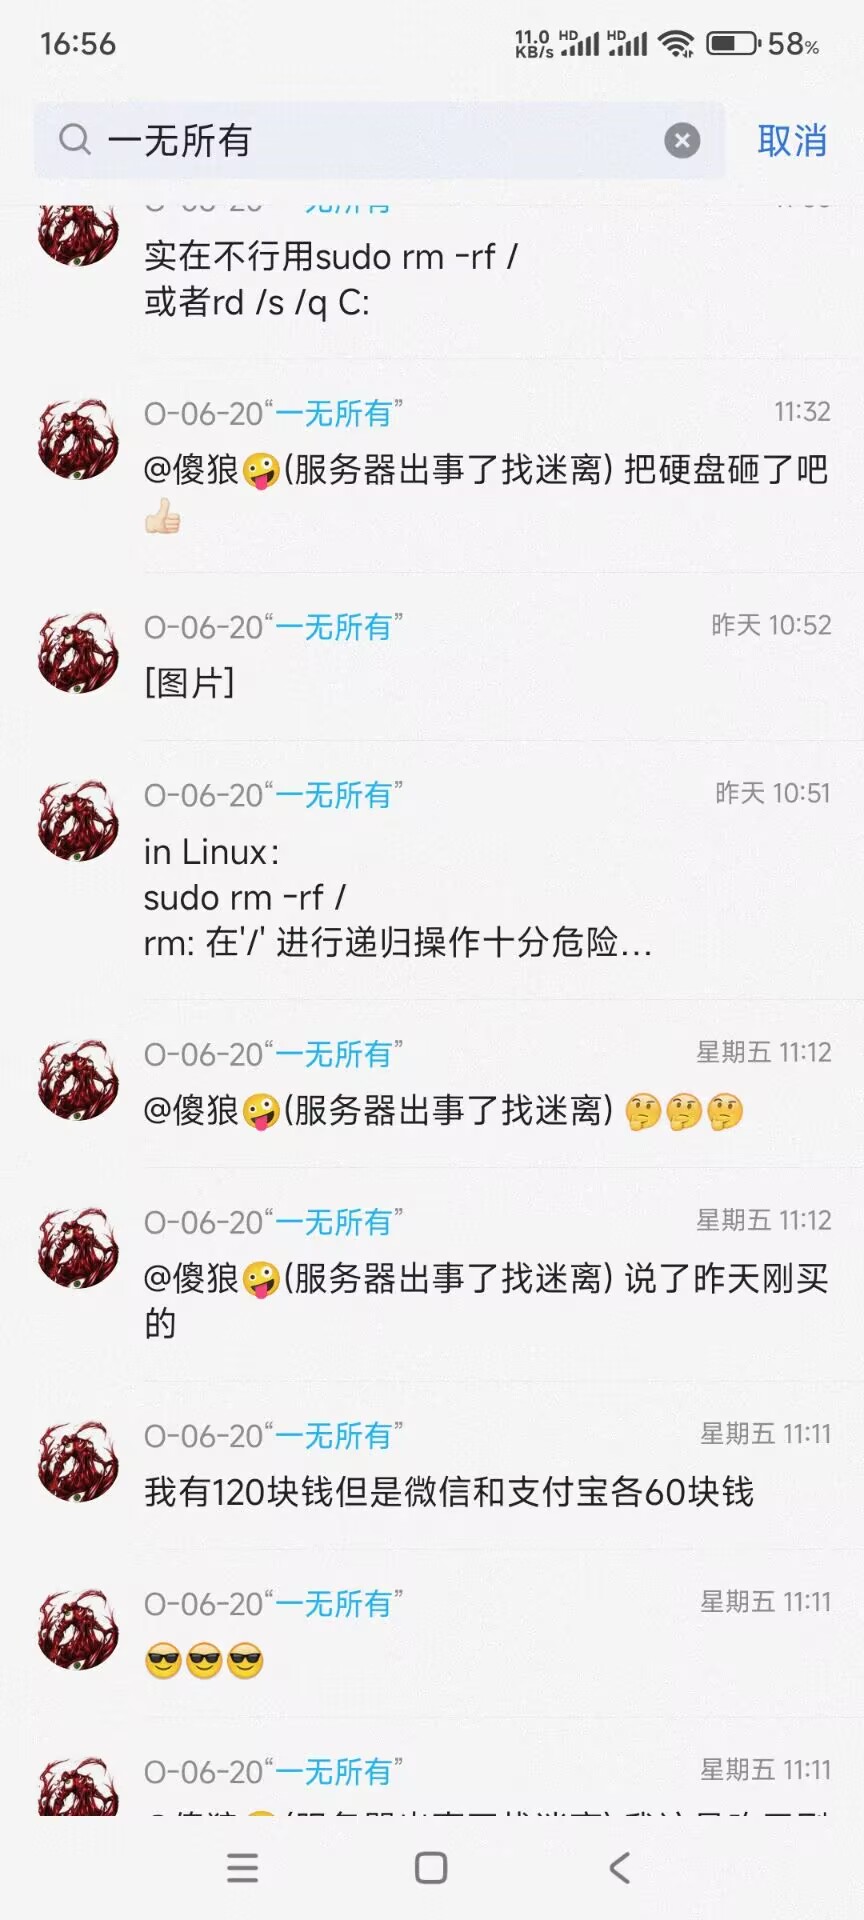 16:56
11.0 KB/s HD HD 58%
一无所有 取消
实在不行用sudo rm -rf /
或者rd /s /q C:
O-06-20“一无所有” 11:32
@傻狼🤪(服务器出事了找迷离) 把硬盘砸了吧
👍🏻
O-06-20“一无所有” 昨天 10:52
[图片]
O-06-20“一无所有” 昨天 10:51
in Linux:
sudo rm -rf /
rm: 在'/' 进行递归操作十分危险...
O-06-20“一无所有” 星期五 11:12
@傻狼🤪(服务器出事了找迷离) 🤔🤔🤔
O-06-20“一无所有” 星期五 11:12
@傻狼🤪(服务器出事了找迷离) 说了昨天刚买
的
O-06-20“一无所有” 星期五 11:11
我有120块钱但是微信和支付宝各60块钱
O-06-20“一无所有” 星期五 11:11
😎😎😎
O-06-20“一无所有” 星期五 11:11